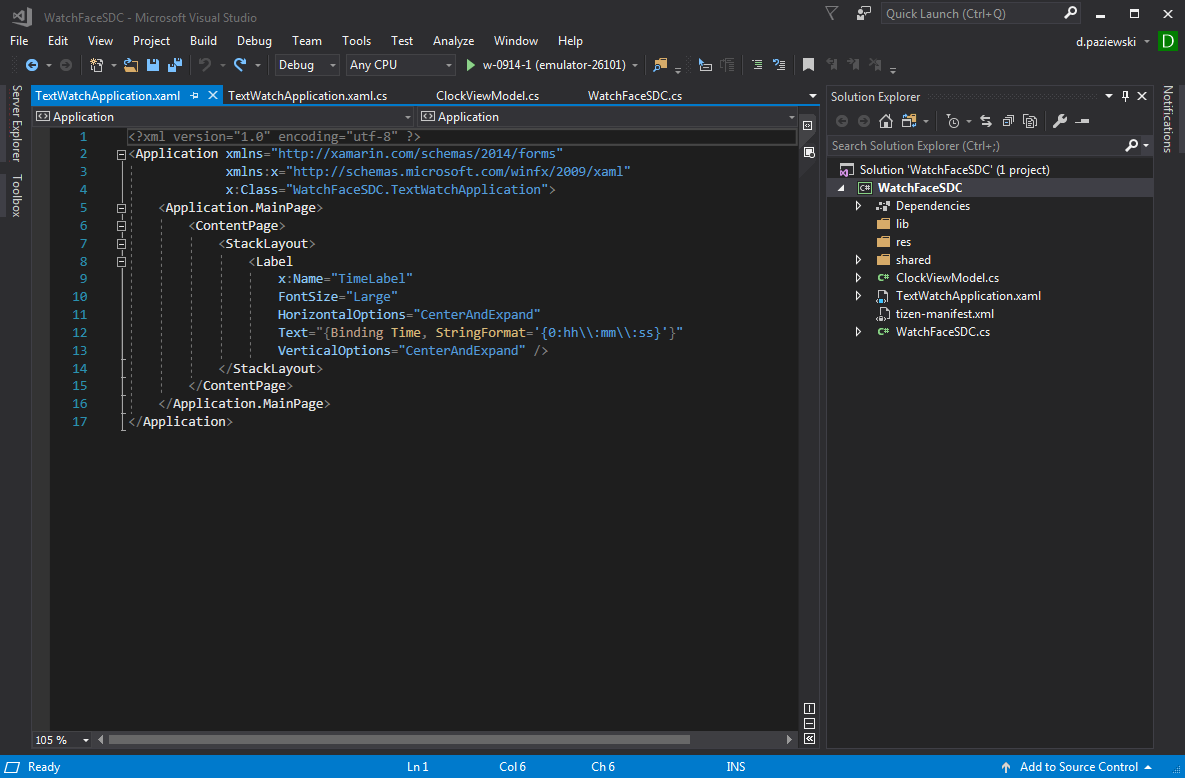 WatchFaceSDC - Microsoft Visual Studio
Quick Launch (Ctrl+Q)
File Edit View Project Build Debug Team Tools Test Analyze Window Help
d.paziewski D
Debug Any CPU w-0914-1 (emulator-26101)
Server Explorer
Toolbox
TextWatchApplication.xaml TextWatchApplication.xaml.cs ClockViewModel.cs WatchFaceSDC.cs
Application Application
1 <?xml version="1.0" encoding="utf-8" ?>
2 <Application xmlns="http://xamarin.com/schemas/2014/forms"
3 xmlns:x="http://schemas.microsoft.com/winfx/2009/xaml"
4 x:Class="WatchFaceSDC.TextWatchApplication">
5 <Application.MainPage>
6 <ContentPage>
7 <StackLayout>
8 <Label
9 x:Name="TimeLabel"
10 FontSize="Large"
11 HorizontalOptions="CenterAndExpand"
12 Text="{Binding Time, StringFormat='{0:hh\\:mm\\:ss}'}"
13 VerticalOptions="CenterAndExpand" />
14 </StackLayout>
15 </ContentPage>
16 </Application.MainPage>
17 </Application>
105 %
Solution Explorer
Search Solution Explorer (Ctrl+;)
Solution 'WatchFaceSDC' (1 project)
C# WatchFaceSDC
Dependencies
lib
res
shared
C# ClockViewModel.cs
TextWatchApplication.xaml
tizen-manifest.xml
C# WatchFaceSDC.cs
Notifications
Ready Ln 1 Col 6 Ch 6 INS Add to Source Control